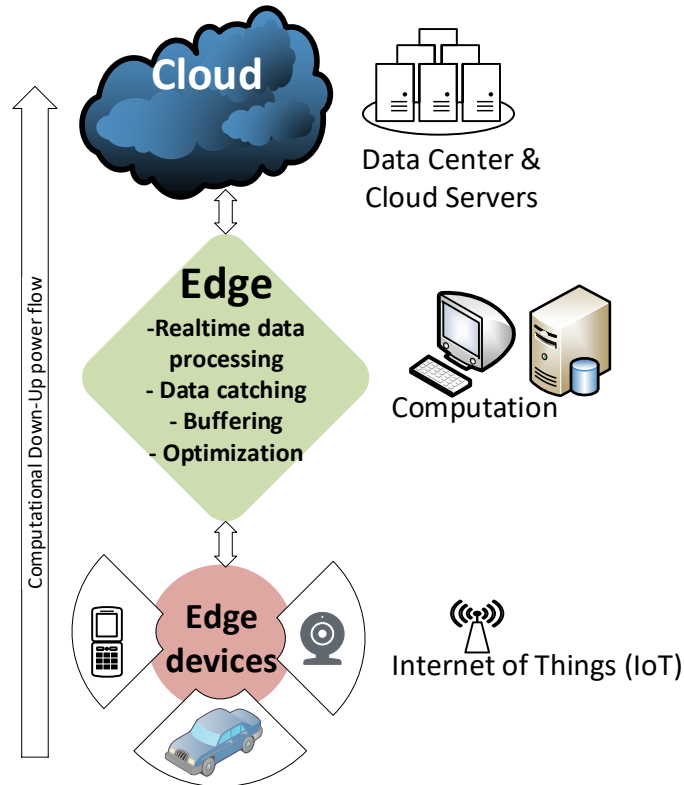 Cloud
Data Center &
Cloud Servers
Computational Down-Up power flow
Edge
-Realtime data
processing
- Data catching
- Buffering
- Optimization
Computation
Edge
devices
Internet of Things (IoT)